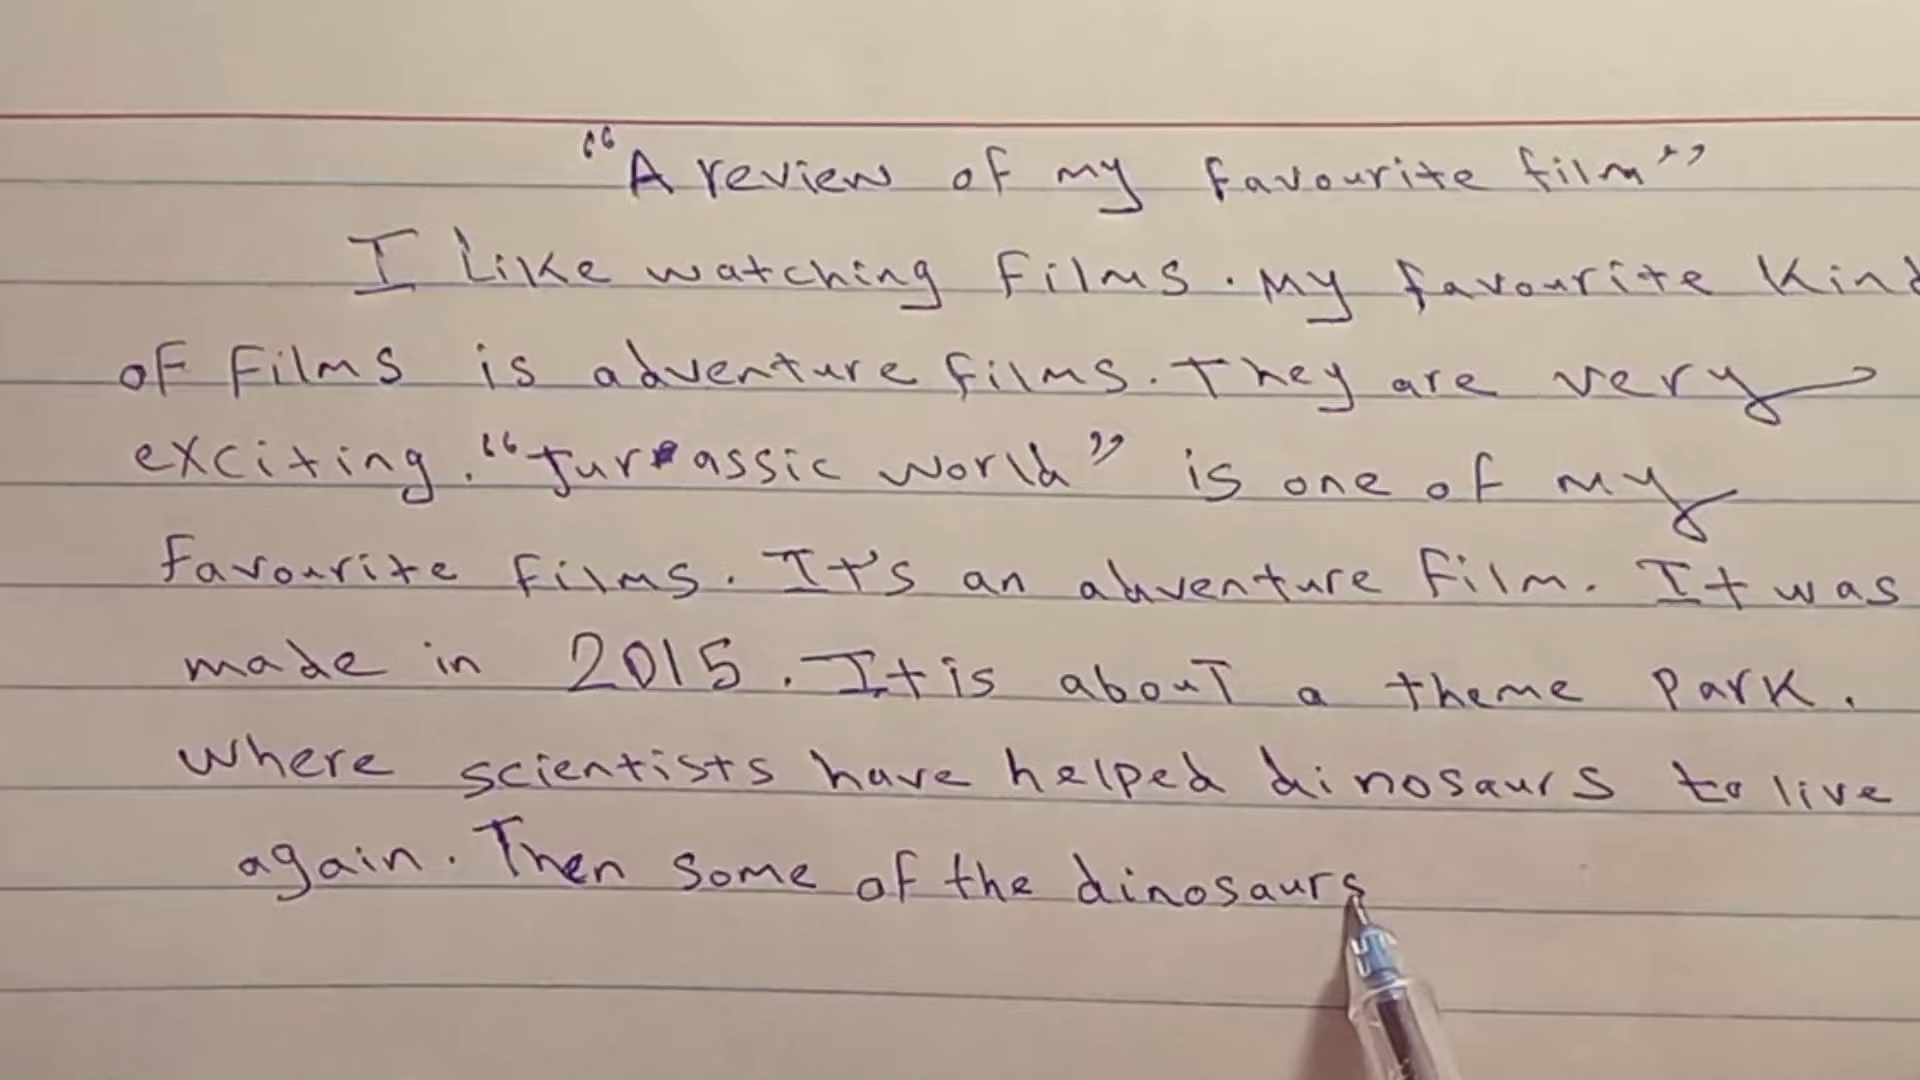 "A review of my favourite film"
I Like watching films. My favourite kind
of films is adventure films. They are very
exciting. "Jurassic world" is one of my
favourite films. It's an adventure film. It was
made in 2015. It is about a theme park.
where scientists have helped dinosaurs to live
again. Then some of the dinosaurs